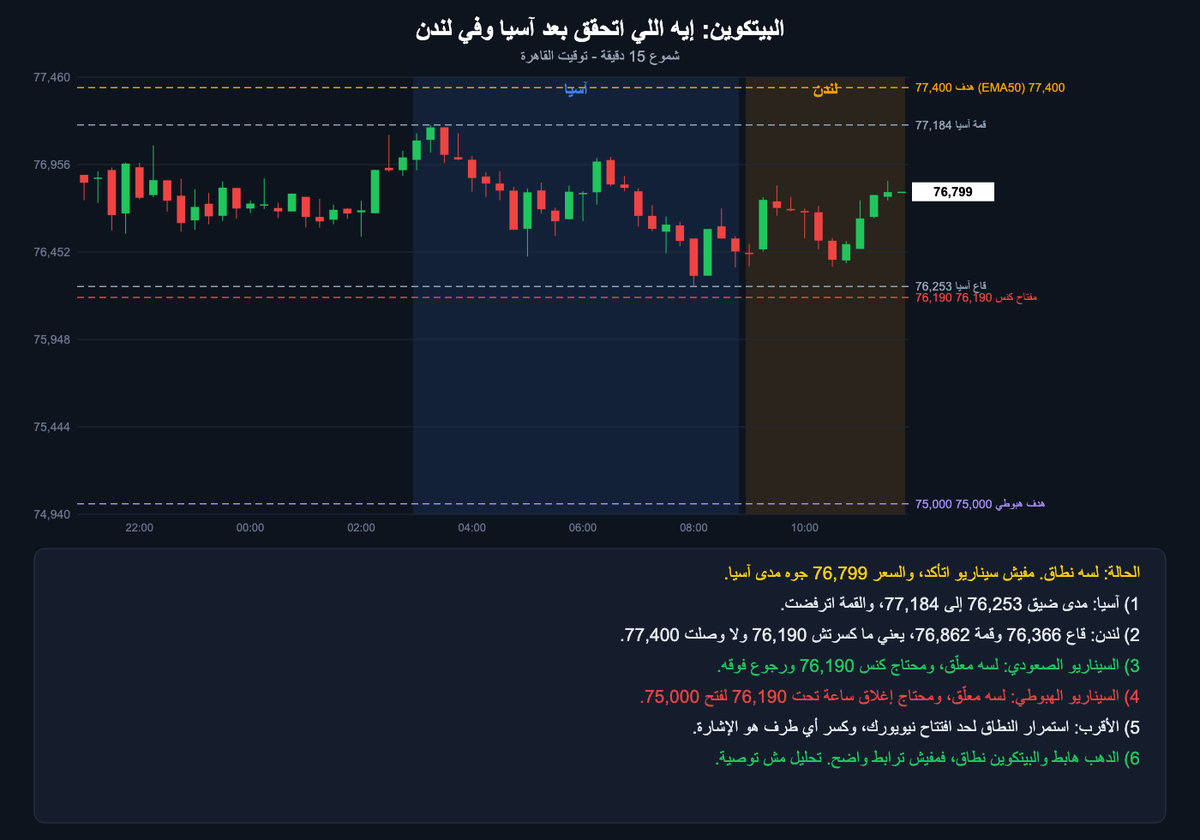 البيتكوين: إيه اللي اتحقق بعد آسيا وفي لندن
شموع 15 دقيقة - توقيت القاهرة
77,460
76,956
76,452
75,948
75,444
74,940
آسيا
لندن
77,400 هدف (EMA50) 77,400
77,184 قمة آسيا
76,799
76,253 قاع آسيا
76,190 مفتاح كنس 76,190
75,000 هدف هبوطي 75,000
22:00
00:00
02:00
04:00
06:00
08:00
10:00
الحالة: لسه نطاق. مفيش سيناريو اتأكد، والسعر 76,799 جوه مدى آسيا.
1) آسيا: مدى ضيق 76,253 إلى 77,184، والقمة اترفضت.
2) لندن: قاع 76,366 وقمة 76,862، يعني ما كسرتش 76,190 ولا وصلت 77,400.
3) السيناريو الصعودي: لسه معلّق، ومحتاج كنس 76,190 ورجوع فوقه.
4) السيناريو الهبوطي: لسه معلّق، ومحتاج إغلاق ساعة تحت 76,190 لفتح 75,000.
5) الأقرب: استمرار النطاق لحد افتتاح نيويورك، وكسر أي طرف هو الإشارة.
6) الدهب هابط والبيتكوين نطاق، فمفيش ترابط واضح. تحليل مش توصية.